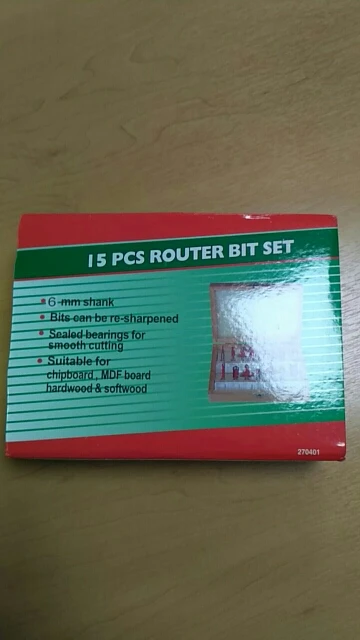 15 PCS ROUTER BIT SET
• 6-mm shank
• Bits can be re-sharpened
• Sealed bearings for
smooth cutting
• Suitable for
chipboard , MDF board
hardwood & softwood
270401